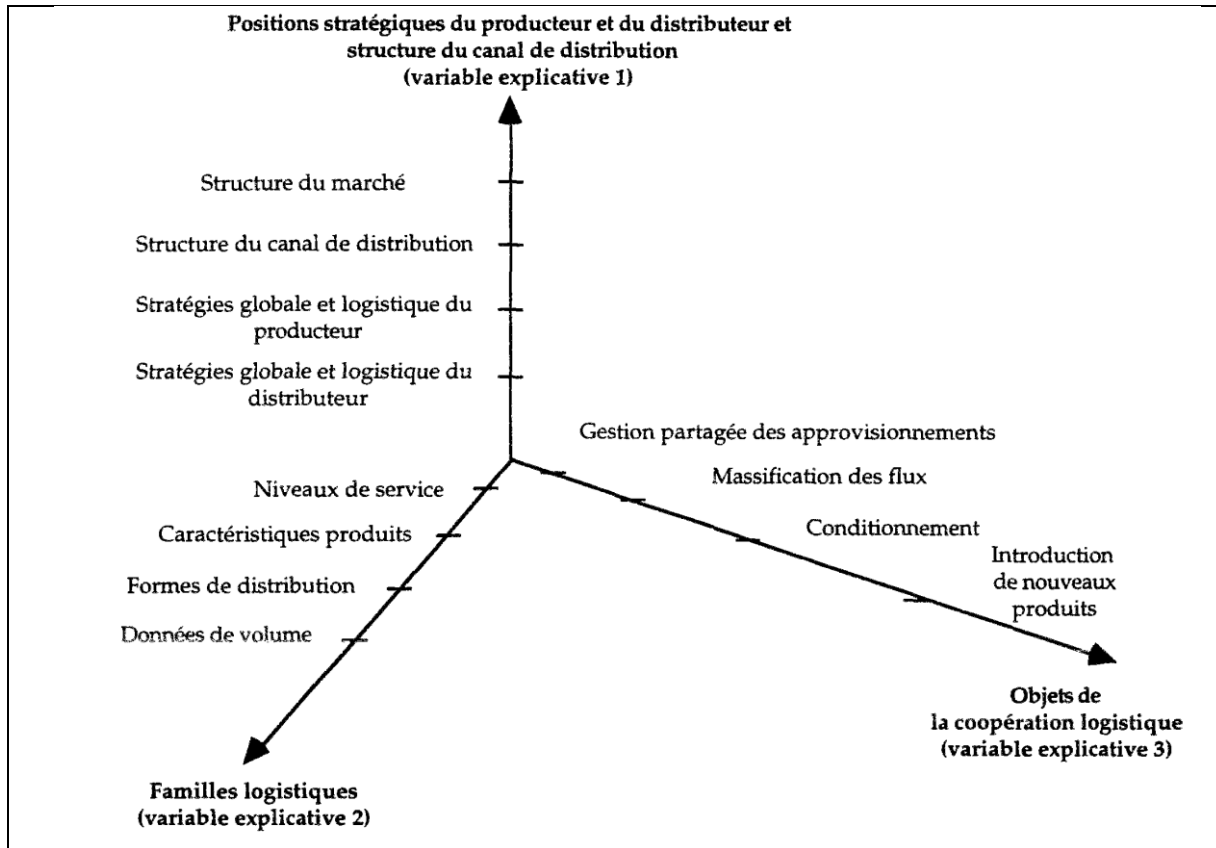 Positions stratégiques du producteur et du distributeur et
structure du canal de distribution
(variable explicative 1)
Structure du marché
Structure du canal de distribution
Stratégies globale et logistique du
producteur
Stratégies globale et logistique du
distributeur
Gestion partagée des approvisionnements
Massification des flux
Conditionnement
Introduction
de nouveaux
produits
Niveaux de service
Caractéristiques produits
Formes de distribution
Données de volume
Objets de
la coopération logistique
(variable explicative 3)
Familles logistiques
(variable explicative 2)